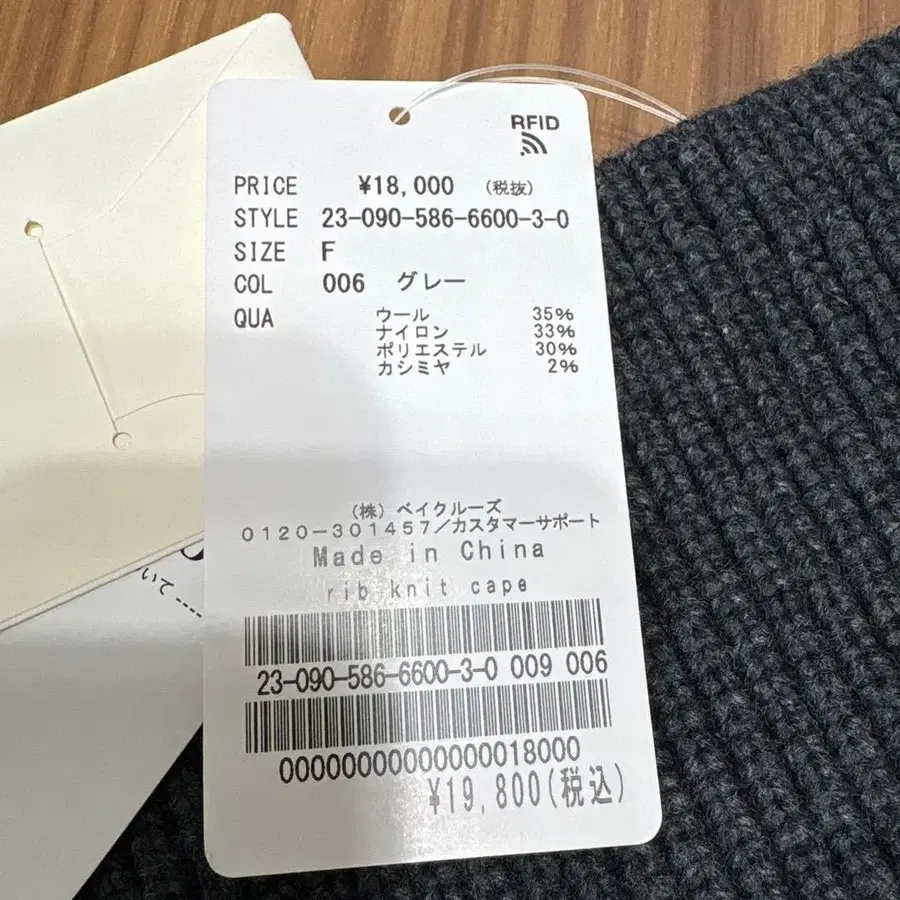 RFID
PRICE ¥18,000 (税抜)
STYLE 23-090-586-6600-3-0
SIZE F
COL 006 グレー
QUA ウール 35%
ナイロン 33%
ポリエステル 30%
カシミヤ 2%
(株) ベイクルーズ
0120-301457/カスタマーサポート
Made in China
rib knit cape
23-090-586-6600-3-0 009 006
00000000000000018000
¥19,800(税込)
いて